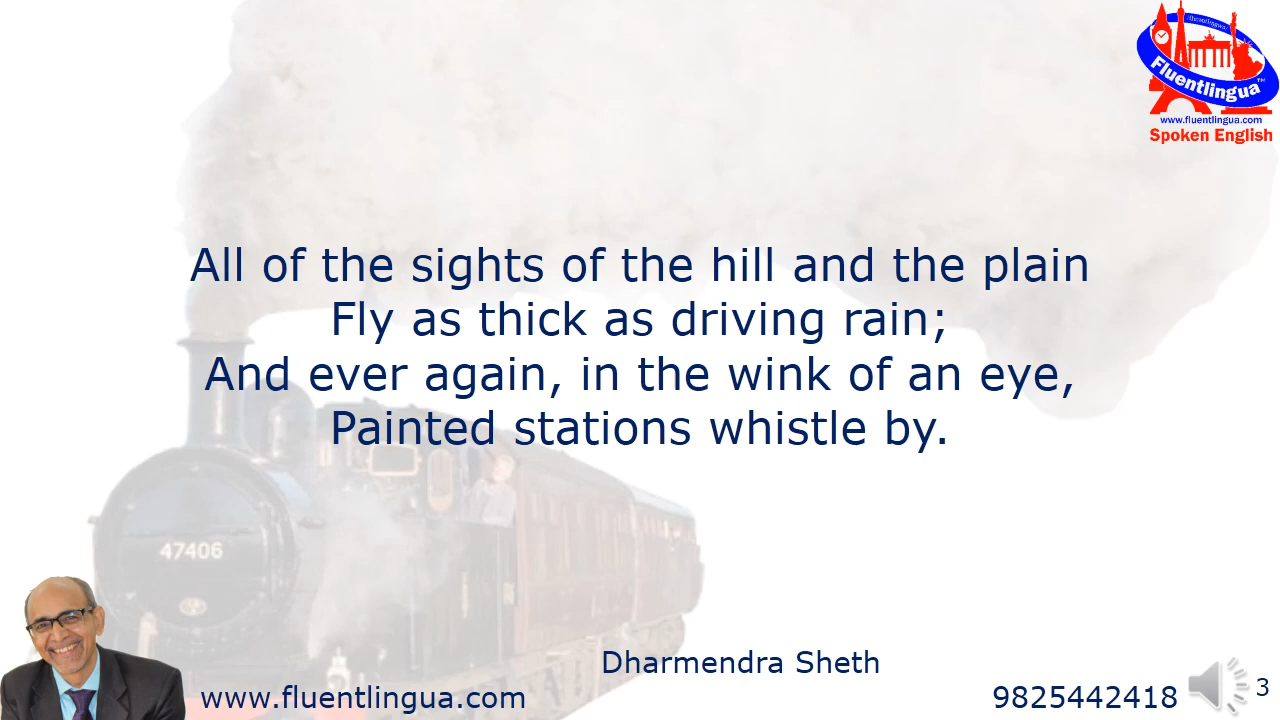 Fluentlingua™
www.fluentlingua.com
Spoken English
All of the sights of the hill and the plain
Fly as thick as driving rain;
And ever again, in the wink of an eye,
Painted stations whistle by.
47406
Dharmendra Sheth
www.fluentlingua.com
9825442418
3